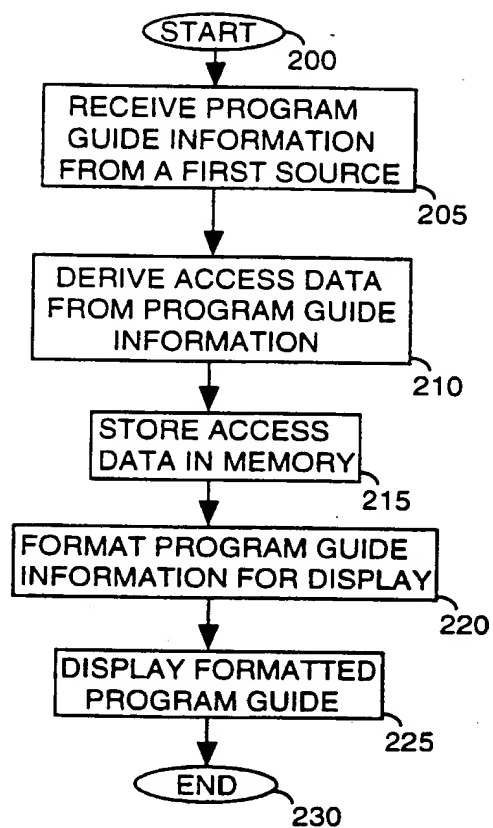 START
200
RECEIVE PROGRAM
GUIDE INFORMATION
FROM A FIRST SOURCE
205
DERIVE ACCESS DATA
FROM PROGRAM GUIDE
INFORMATION
210
STORE ACCESS
DATA IN MEMORY
215
FORMAT PROGRAM GUIDE
INFORMATION FOR DISPLAY
220
DISPLAY FORMATTED
PROGRAM GUIDE
225
END
230